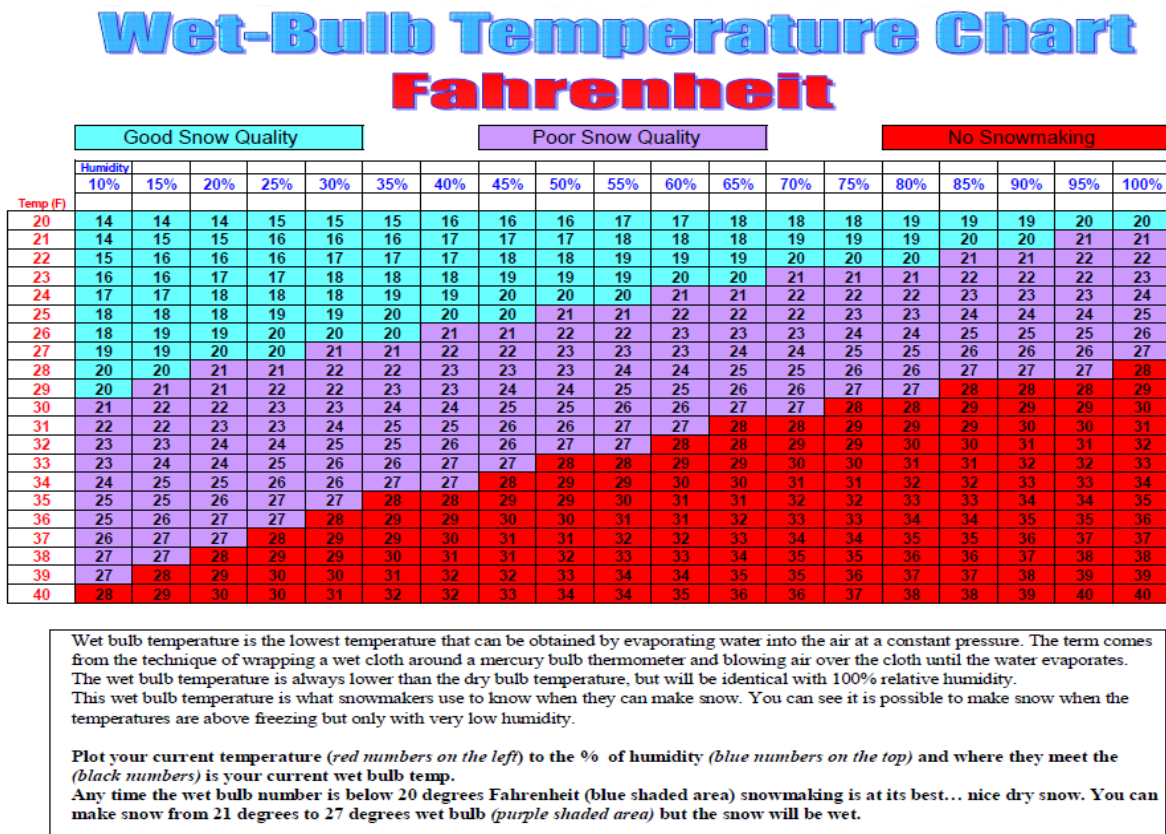 Wet-Bulb Temperature Chart
Fahrenheit
Good Snow Quality Poor Snow Quality No Snowmaking
Humidity
10% 15% 20% 25% 30% 35% 40% 45% 50% 55% 60% 65% 70% 75% 80% 85% 90% 95% 100%
Temp (F)
20 14 14 14 15 15 15 16 16 16 17 17 18 18 18 19 19 19 20 20
21 14 15 15 16 16 16 17 17 17 18 18 18 19 19 19 20 20 21 21
22 15 16 16 16 17 17 17 18 18 19 19 19 20 20 20 21 21 22 22
23 16 16 17 17 18 18 18 19 19 19 20 20 21 21 21 22 22 22 23
24 17 17 18 18 18 19 19 20 20 20 21 21 22 22 22 23 23 23 24
25 18 18 18 19 19 20 20 20 21 21 22 22 22 23 23 24 24 24 25
26 18 19 19 20 20 20 21 21 22 22 23 23 23 24 24 25 25 25 26
27 19 19 20 20 21 21 22 22 23 23 23 24 24 25 25 26 26 26 27
28 20 20 21 21 22 22 23 23 23 24 24 25 25 26 26 27 27 27 28
29 20 21 21 22 22 23 23 24 24 25 25 26 26 27 27 28 28 28 29
30 21 22 22 23 23 24 24 25 25 26 26 27 27 28 28 29 29 29 30
31 22 22 23 23 24 25 25 26 26 27 27 28 28 29 29 29 30 30 31
32 23 23 24 24 25 25 26 26 27 27 28 28 29 29 30 30 31 31 32
33 23 24 24 25 26 26 27 27 28 28 29 29 30 30 31 31 32 32 33
34 24 25 25 26 26 27 27 28 29 29 30 30 31 31 32 32 33 33 34
35 25 25 26 27 27 28 28 29 29 30 31 31 32 32 33 33 34 34 35
36 25 26 27 27 28 29 29 30 30 31 31 32 33 33 34 34 35 35 36
37 26 27 27 28 29 29 30 31 31 32 32 33 34 34 35 35 36 37 37
38 27 27 28 29 29 30 31 31 32 33 33 34 35 35 36 36 37 38 38
39 27 28 29 30 30 31 32 32 33 34 34 35 35 36 37 37 38 39 39
40 28 29 30 30 31 32 32 33 34 34 35 36 36 37 38 38 39 40 40
Wet bulb temperature is the lowest temperature that can be obtained by evaporating water into the air at a constant pressure. The term comes
from the technique of wrapping a wet cloth around a mercury bulb thermometer and blowing air over the cloth until the water evaporates.
The wet bulb temperature is always lower than the dry bulb temperature, but will be identical with 100% relative humidity.
This wet bulb temperature is what snowmakers use to know when they can make snow. You can see it is possible to make snow when the
temperatures are above freezing but only with very low humidity.
Plot your current temperature (red numbers on the left) to the % of humidity (blue numbers on the top) and where they meet the
(black numbers) is your current wet bulb temp.
Any time the wet bulb number is below 20 degrees Fahrenheit (blue shaded area) snowmaking is at its best… nice dry snow. You can
make snow from 21 degrees to 27 degrees wet bulb (purple shaded area) but the snow will be wet.